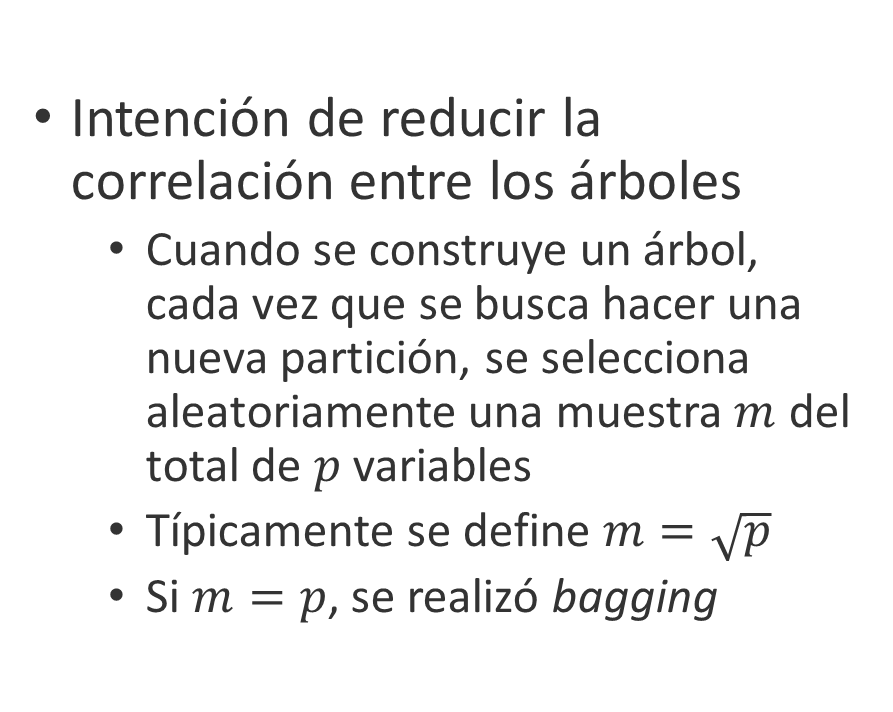 • Intención de reducir la
correlación entre los árboles
• Cuando se construye un árbol,
cada vez que se busca hacer una
nueva partición, se selecciona
aleatoriamente una muestra m del
total de p variables
• Típicamente se define m = √p
• Si m = p, se realizó bagging